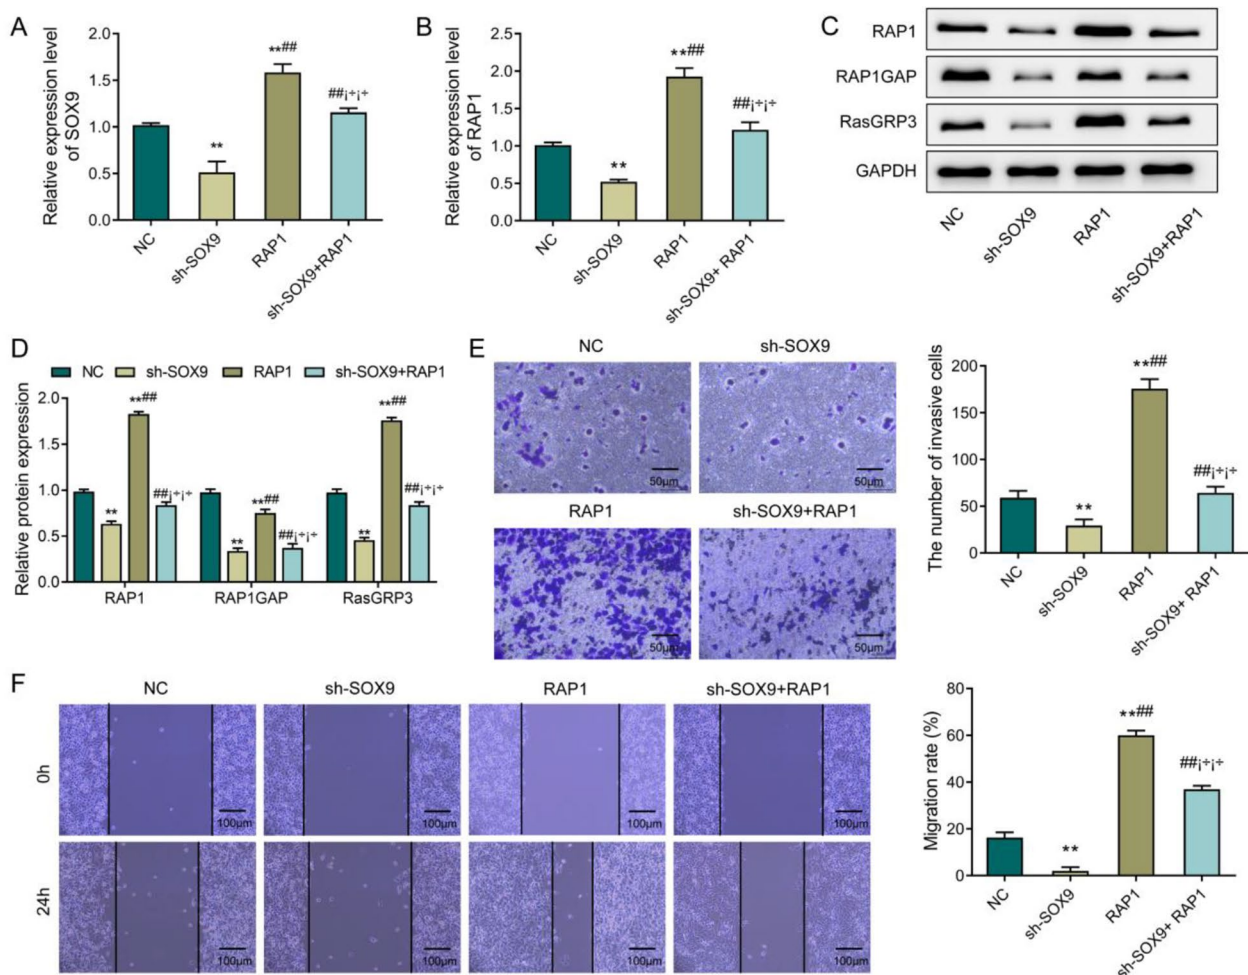 A
Relative expression level
of SOX9
2.0
1.5
1.0
0.5
0.0
**
**##
##¡÷¡÷
NC
sh-SOX9
RAP1
sh-SOX9+RAP1
B
Relative expression level
of RAP1
2.5
2.0
1.5
1.0
0.5
0.0
**
**##
##¡÷¡÷
NC
sh-SOX9
RAP1
sh-SOX9+ RAP1
C
RAP1
RAP1GAP
RasGRP3
GAPDH
NC
sh-SOX9
RAP1
sh-SOX9+RAP1
D
NC sh-SOX9 RAP1 sh-SOX9+RAP1
Relative protein expression
2.0
1.5
1.0
0.5
0.0
**
**##
##¡÷¡÷
**
**##
##¡÷¡÷
**
**##
##¡÷¡÷
RAP1 RAP1GAP RasGRP3
E
NC sh-SOX9
50μm 50μm
RAP1 sh-SOX9+RAP1
50μm 50μm
The number of invasive cells
200
150
100
50
0
**
**##
##¡÷¡÷
NC
sh-SOX9
RAP1
sh-SOX9+ RAP1
F
NC sh-SOX9 RAP1 sh-SOX9+RAP1
0h
100μm 100μm 100μm 100μm
24h
100μm 100μm 100μm 100μm
Migration rate (%)
80
60
40
20
0
**
**##
##¡÷¡÷
NC
sh-SOX9
RAP1
sh-SOX9+ RAP1